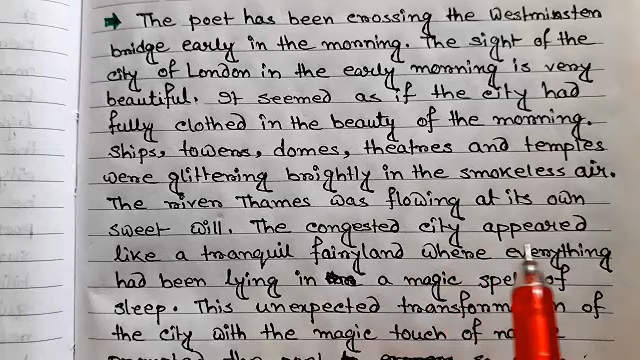 The poet has been crossing the Westminster
bridge early in the morning. The sight of the
city of London in the early morning is very
beautiful. It seemed as if the city had
fully clothed in the beauty of the morning.
Ships, towers, domes, theatres and temples
were glittering brightly in the smokeless air.
The river Thames was flowing at its own
sweet will. The congested city appeared
like a tranquil fairyland where everything
had been lying in a magic of
sleep. This unexpected of
the city with the magic touch of